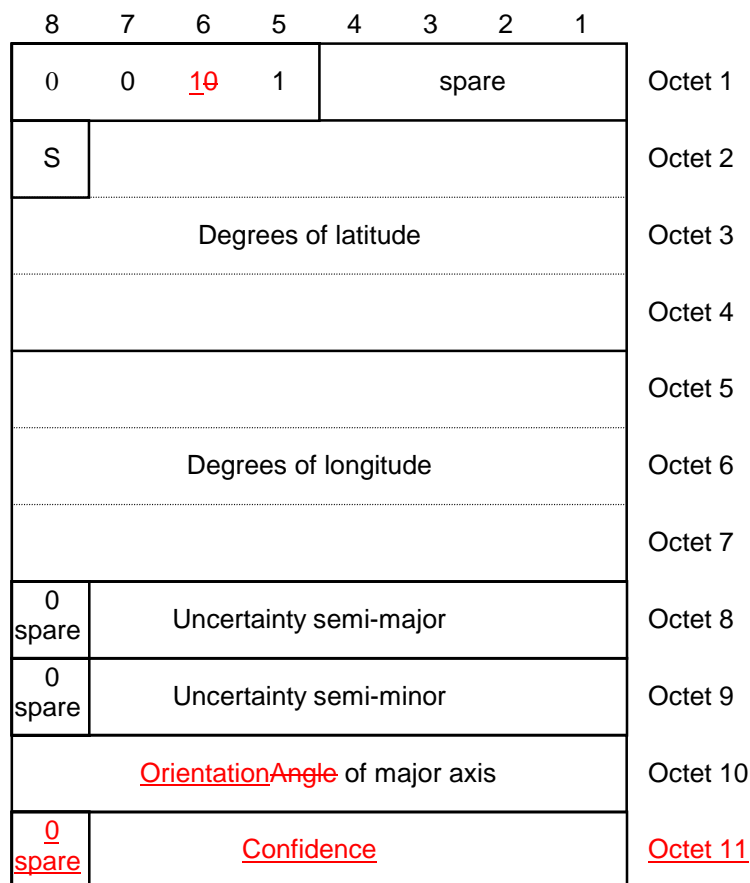 8 7 6 5 4 3 2 1
0 0 10 1 spare Octet 1
S Octet 2
Degrees of latitude Octet 3
Octet 4
Octet 5
Degrees of longitude Octet 6
Octet 7
0
spare Uncertainty semi-major Octet 8
0
spare Uncertainty semi-minor Octet 9
OrientationAngle of major axis Octet 10
0
spare Confidence Octet 11